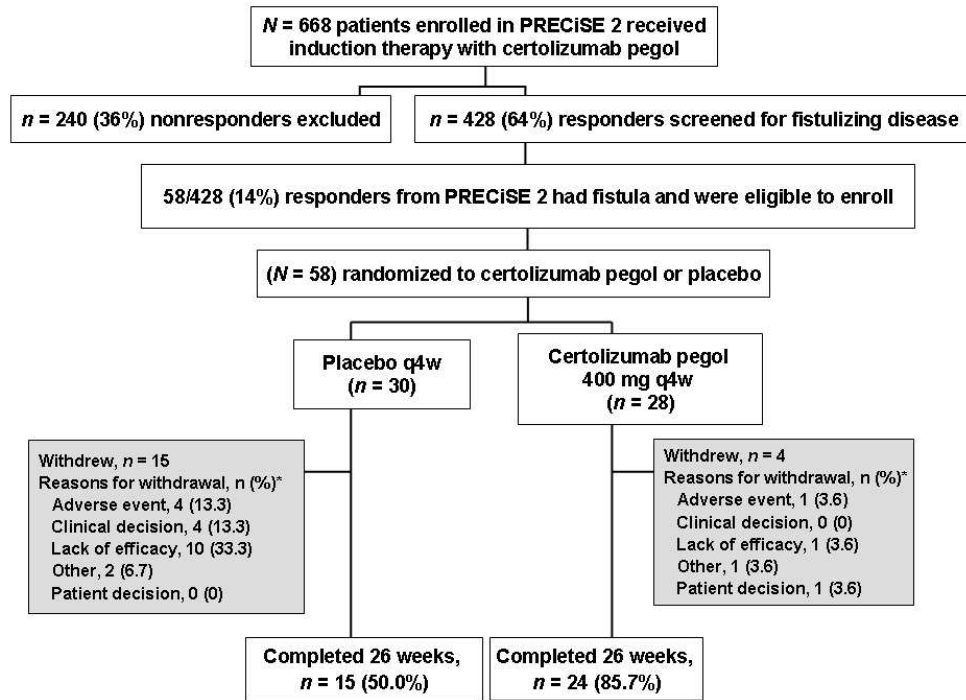 N = 668 patients enrolled in PRECiSE 2 received
induction therapy with certolizumab pegol
n = 240 (36%) nonresponders excluded
n = 428 (64%) responders screened for fistulizing disease
58/428 (14%) responders from PRECiSE 2 had fistula and were eligible to enroll
(N = 58) randomized to certolizumab pegol or placebo
Placebo q4w
(n = 30)
Certolizumab pegol
400 mg q4w
(n = 28)
Withdrew, n = 15
Reasons for withdrawal, n (%)*
Adverse event, 4 (13.3)
Clinical decision, 4 (13.3)
Lack of efficacy, 10 (33.3)
Other, 2 (6.7)
Patient decision, 0 (0)
Withdrew, n = 4
Reasons for withdrawal, n (%)*
Adverse event, 1 (3.6)
Clinical decision, 0 (0)
Lack of efficacy, 1 (3.6)
Other, 1 (3.6)
Patient decision, 1 (3.6)
Completed 26 weeks,
n = 15 (50.0%)
Completed 26 weeks,
n = 24 (85.7%)